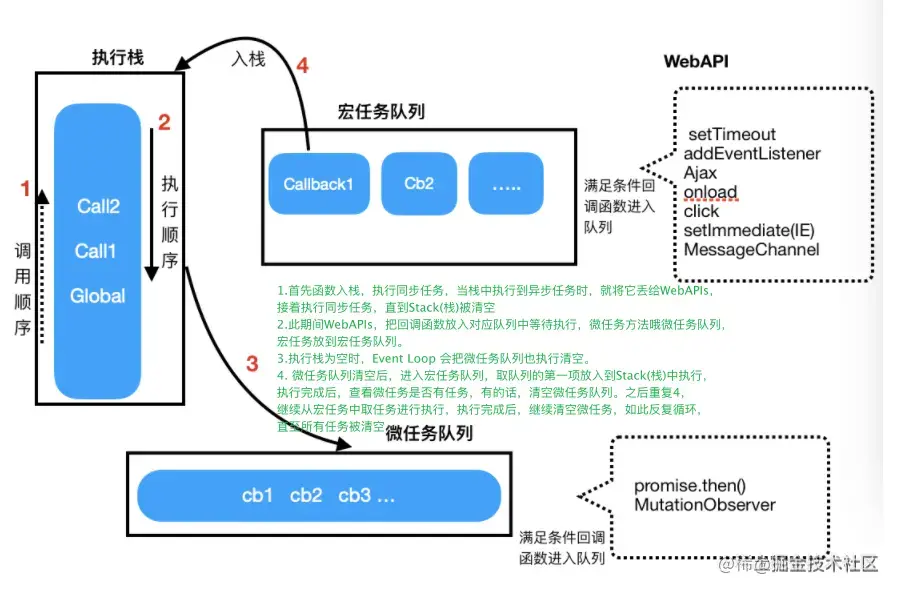 执行栈
入栈
4
WebAPI
宏任务队列
1
2
调用顺序
执行顺序
Call2
Call1
Global
Callback1
Cb2
.....
满足条件回
调函数进入
队列
setTimeout
addEventListener
Ajax
onload
click
setImmediate(IE)
MessageChannel
1.首先函数入栈，执行同步任务，当栈中执行到异步任务时，就将它丢给WebAPIs，
接着执行同步任务，直到Stack(栈)被清空
2.此期间WebAPIs，把回调函数放入对应队列中等待执行，微任务方法哦微任务队列，
宏任务放到宏任务队列。
3.执行栈为空时，Event Loop 会把微任务队列也执行清空。
4. 微任务队列清空后，进入宏任务队列，取队列的第一项放入到Stack(栈)中执行，
执行完成后，查看微任务是否有任务，有的话，清空微任务队列。之后重复4，
继续从宏任务中取任务进行执行，执行完成后，继续清空微任务，如此反复循环，
直至所有任务被清空
3
微任务队列
cb1 cb2 cb3 ...
满足条件回调
函数进入队列
promise.then()
MutationObserver
@稀土掘金技术社区